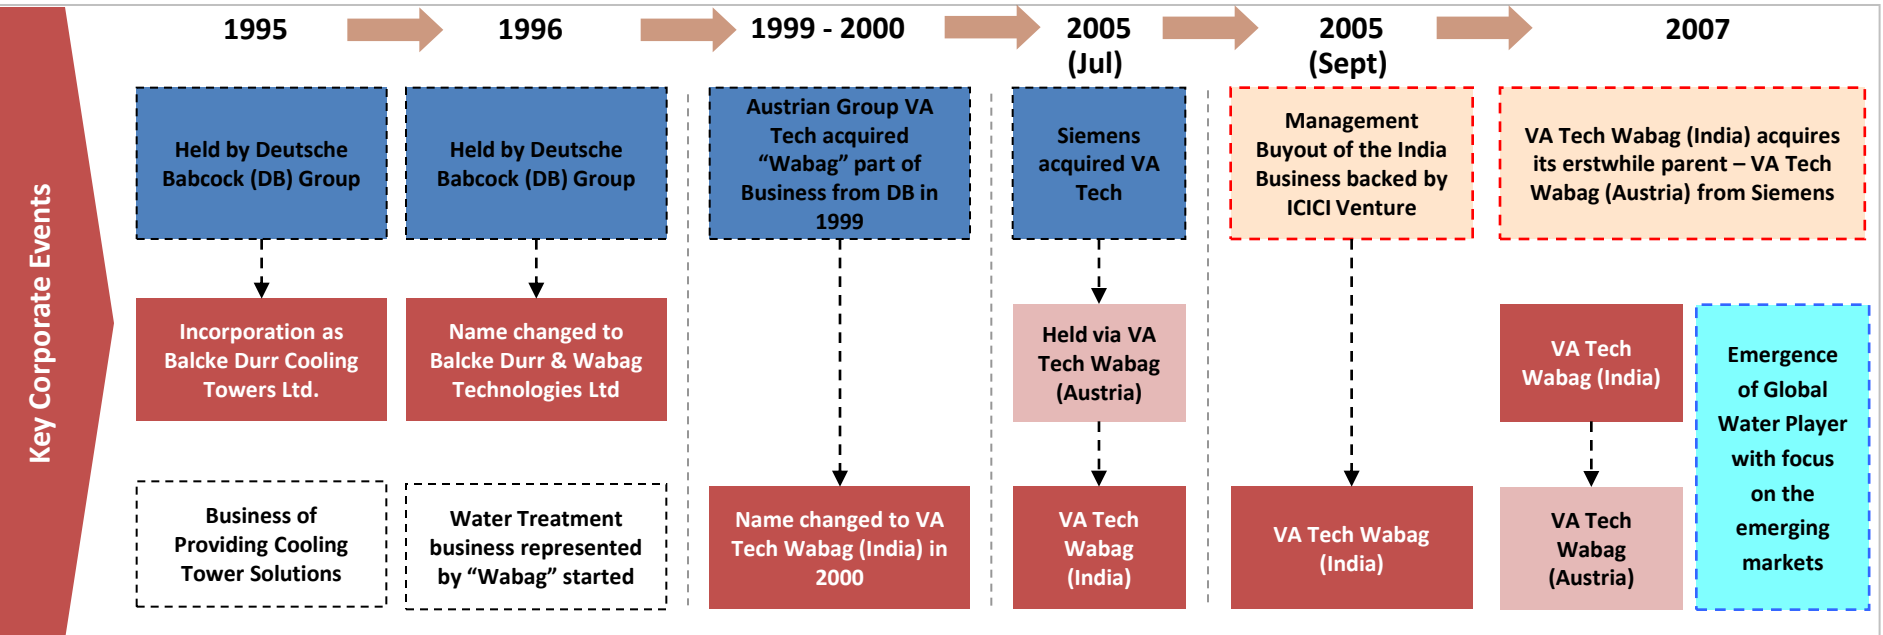 Key Corporate Events
1995
1996
1999 - 2000
2005
(Jul)
2005
(Sept)
2007
Held by Deutsche
Babcock (DB) Group
Held by Deutsche
Babcock (DB) Group
Austrian Group VA
Tech acquired
“Wabag” part of
Business from DB in
1999
Siemens
acquired VA
Tech
Management
Buyout of the India
Business backed by
ICICI Venture
VA Tech Wabag (India) acquires
its erstwhile parent – VA Tech
Wabag (Austria) from Siemens
Incorporation as
Balcke Durr Cooling
Towers Ltd.
Name changed to
Balcke Durr & Wabag
Technologies Ltd
Held via VA
Tech Wabag
(Austria)
VA Tech
Wabag (India)
Emergence
of Global
Water Player
with focus
on the
emerging
markets
Business of
Providing Cooling
Tower Solutions
Water Treatment
business represented
by “Wabag” started
Name changed to VA
Tech Wabag (India) in
2000
VA Tech
Wabag
(India)
VA Tech Wabag
(India)
VA Tech
Wabag
(Austria)